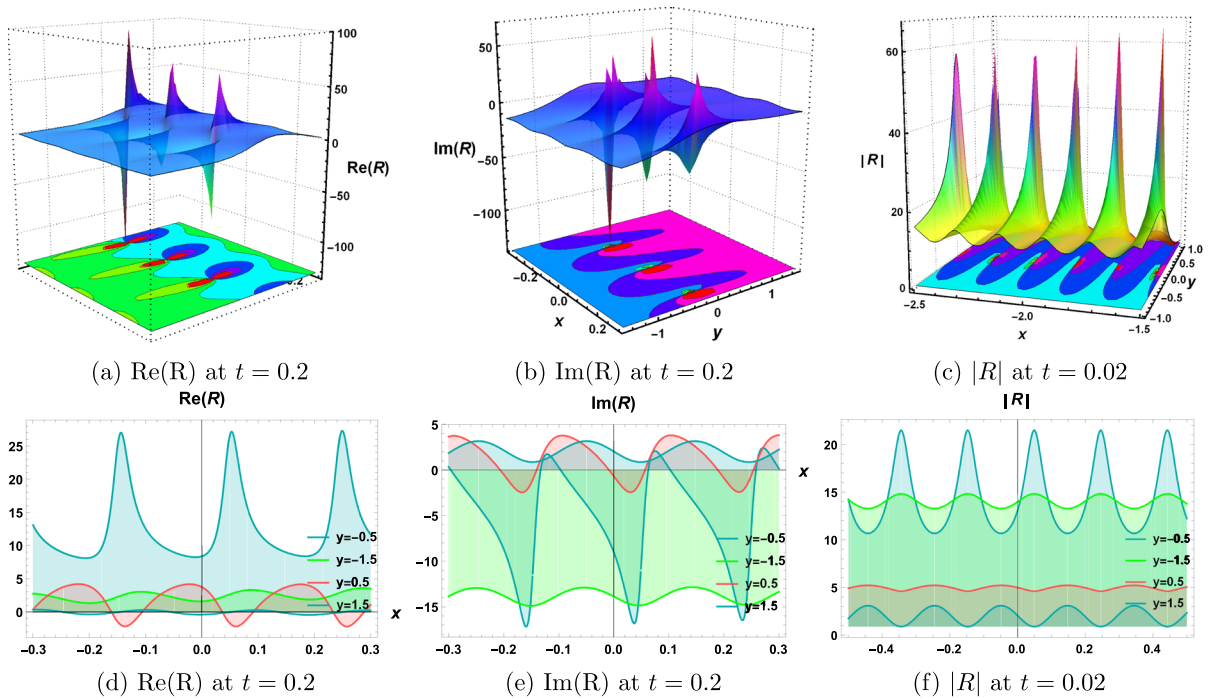 100
50
0
−50
−100
Re(R)
0.2
(a) Re(R) at t = 0.2
50
0
−50
−100
Im(R)
−0.2
0.0
0.2
x
−1
0
1
y
(b) Im(R) at t = 0.2
60
40
20
0
|R|
−2.5
−2.0
−1.5
x
1.0
0.5
0.0
−0.5
−1.0
y
(c) |R| at t = 0.02
Re(R)
25
20
15
10
5
0
y=−0.5
y=−1.5
y=0.5
y=1.5
x
−0.3 −0.2 −0.1 0.0 0.1 0.2 0.3
(d) Re(R) at t = 0.2
Im(R)
5
0
−5
−10
−15
x
y=−0.5
y=−1.5
y=0.5
y=1.5
−0.3 −0.2 −0.1 0.0 0.1 0.2 0.3
(e) Im(R) at t = 0.2
|R|
20
15
10
5
0
y=−0.5
y=−1.5
y=0.5
y=1.5
−0.4 −0.2 0.0 0.2 0.4
(f) |R| at t = 0.02